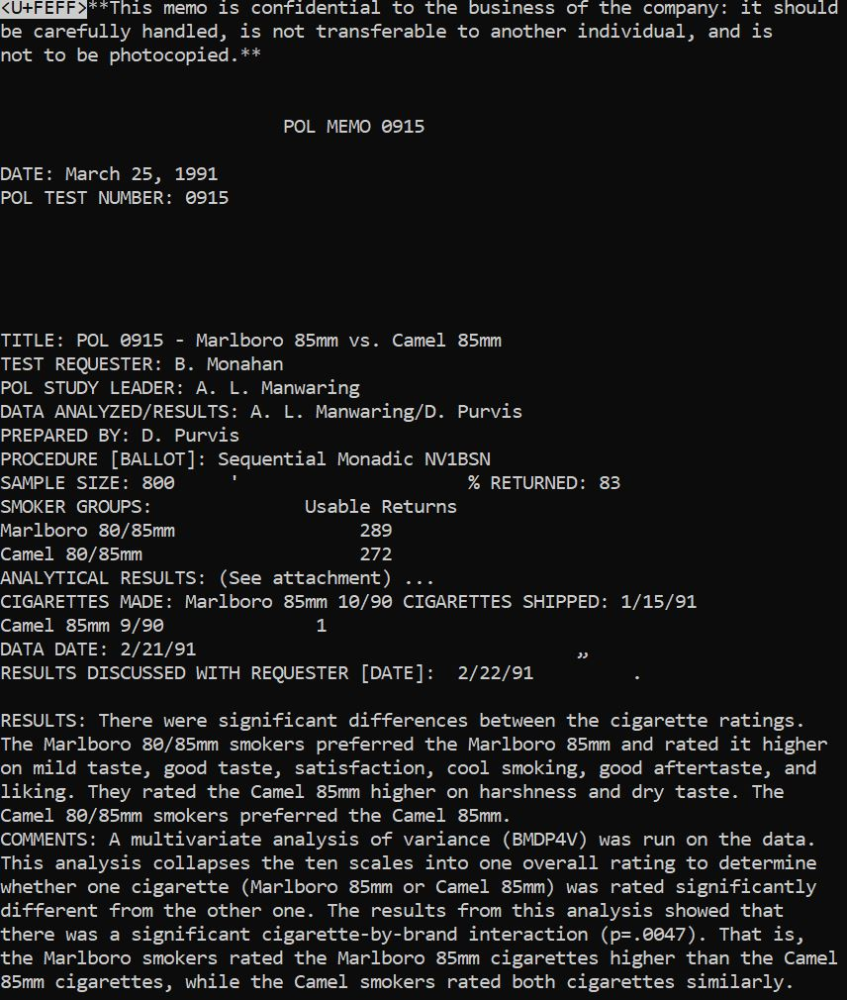 <U+FEFF>**This memo is confidential to the business of the company: it should
be carefully handled, is not transferable to another individual, and is
not to be photocopied.**
POL MEMO 0915
DATE: March 25, 1991
POL TEST NUMBER: 0915
TITLE: POL 0915 - Marlboro 85mm vs. Camel 85mm
TEST REQUESTER: B. Monahan
POL STUDY LEADER: A. L. Manwaring
DATA ANALYZED/RESULTS: A. L. Manwaring/D. Purvis
PREPARED BY: D. Purvis
PROCEDURE [BALLOT]: Sequential Monadic NV1BSN
SAMPLE SIZE: 800     '                     % RETURNED: 83
SMOKER GROUPS:              Usable Returns
Marlboro 80/85mm                 289
Camel 80/85mm                    272
ANALYTICAL RESULTS: (See attachment) ...
CIGARETTES MADE: Marlboro 85mm 10/90 CIGARETTES SHIPPED: 1/15/91
Camel 85mm 9/90              1
DATA DATE: 2/21/91                                   „
RESULTS DISCUSSED WITH REQUESTER [DATE]:  2/22/91         .
RESULTS: There were significant differences between the cigarette ratings.
The Marlboro 80/85mm smokers preferred the Marlboro 85mm and rated it higher
on mild taste, good taste, satisfaction, cool smoking, good aftertaste, and
liking. They rated the Camel 85mm higher on harshness and dry taste. The
Camel 80/85mm smokers preferred the Camel 85mm.
COMMENTS: A multivariate analysis of variance (BMDP4V) was run on the data.
This analysis collapses the ten scales into one overall rating to determine
whether one cigarette (Marlboro 85mm or Camel 85mm) was rated significantly
different from the other one. The results from this analysis showed that
there was a significant cigarette-by-brand interaction (p=.0047). That is,
the Marlboro smokers rated the Marlboro 85mm cigarettes higher than the Camel
85mm cigarettes, while the Camel smokers rated both cigarettes similarly.